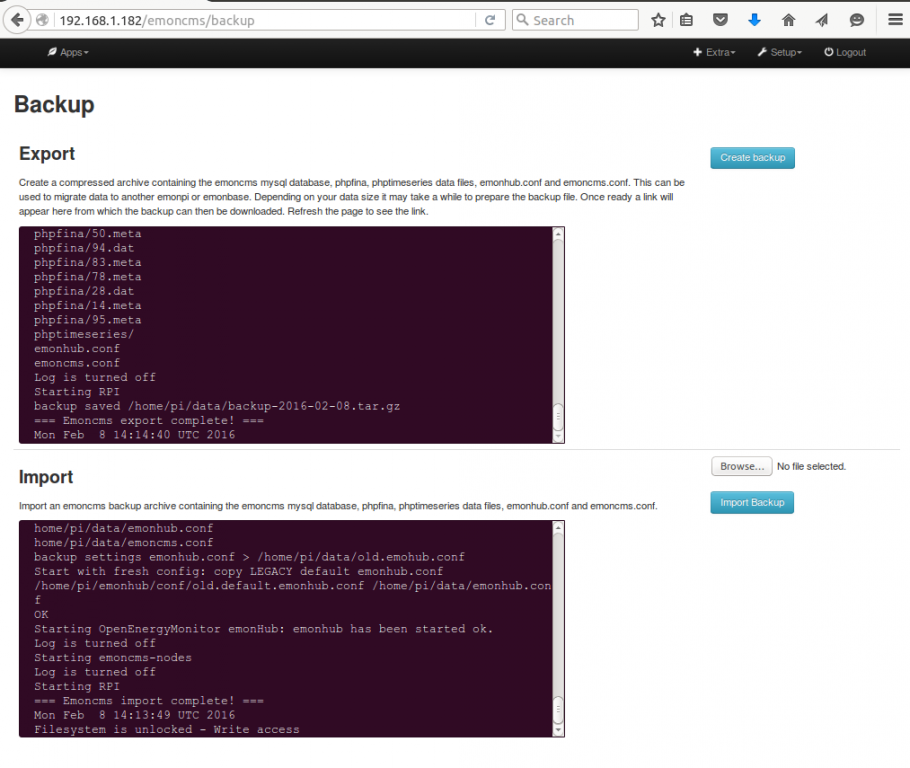 192.168.1.182/emoncms/backup
Search
Apps
Extra
Setup
Logout
Backup
Export
Create backup
Create a compressed archive containing the emoncms mysql database, phpfina, phptimeseries data files, emonhub.conf and emoncms.conf. This can be
used to migrate data to another emonpi or emonbase. Depending on your data size it may take a while to prepare the backup file. Once ready a link will
appear here from which the backup can then be downloaded. Refresh the page to see the link.
phpfina/50.meta
phpfina/94.dat
phpfina/83.meta
phpfina/78.meta
phpfina/28.dat
phpfina/14.meta
phpfina/95.meta
phptimeseries/
emonhub.conf
emoncms.conf
Log is turned off
Starting RPI
backup saved /home/pi/data/backup-2016-02-08.tar.gz
=== Emoncms export complete! ===
Mon Feb  8 14:14:40 UTC 2016
Import
Browse... No file selected.
Import Backup
Import an emoncms backup archive containing the emoncms mysql database, phpfina, phptimeseries data files, emonhub.conf and emoncms.conf.
home/pi/data/emonhub.conf
home/pi/data/emoncms.conf
backup settings emonhub.conf > /home/pi/data/old.emohub.conf
Start with fresh config: copy LEGACY default emonhub.conf
/home/pi/emonhub/conf/old.default.emonhub.conf /home/pi/data/emonhub.con
f
OK
Starting OpenEnergyMonitor emonHub: emonhub has been started ok.
Log is turned off
Starting emoncms-nodes
Log is turned off
Starting RPI
=== Emoncms import complete! ===
Mon Feb  8 14:13:49 UTC 2016
Filesystem is unlocked - Write access